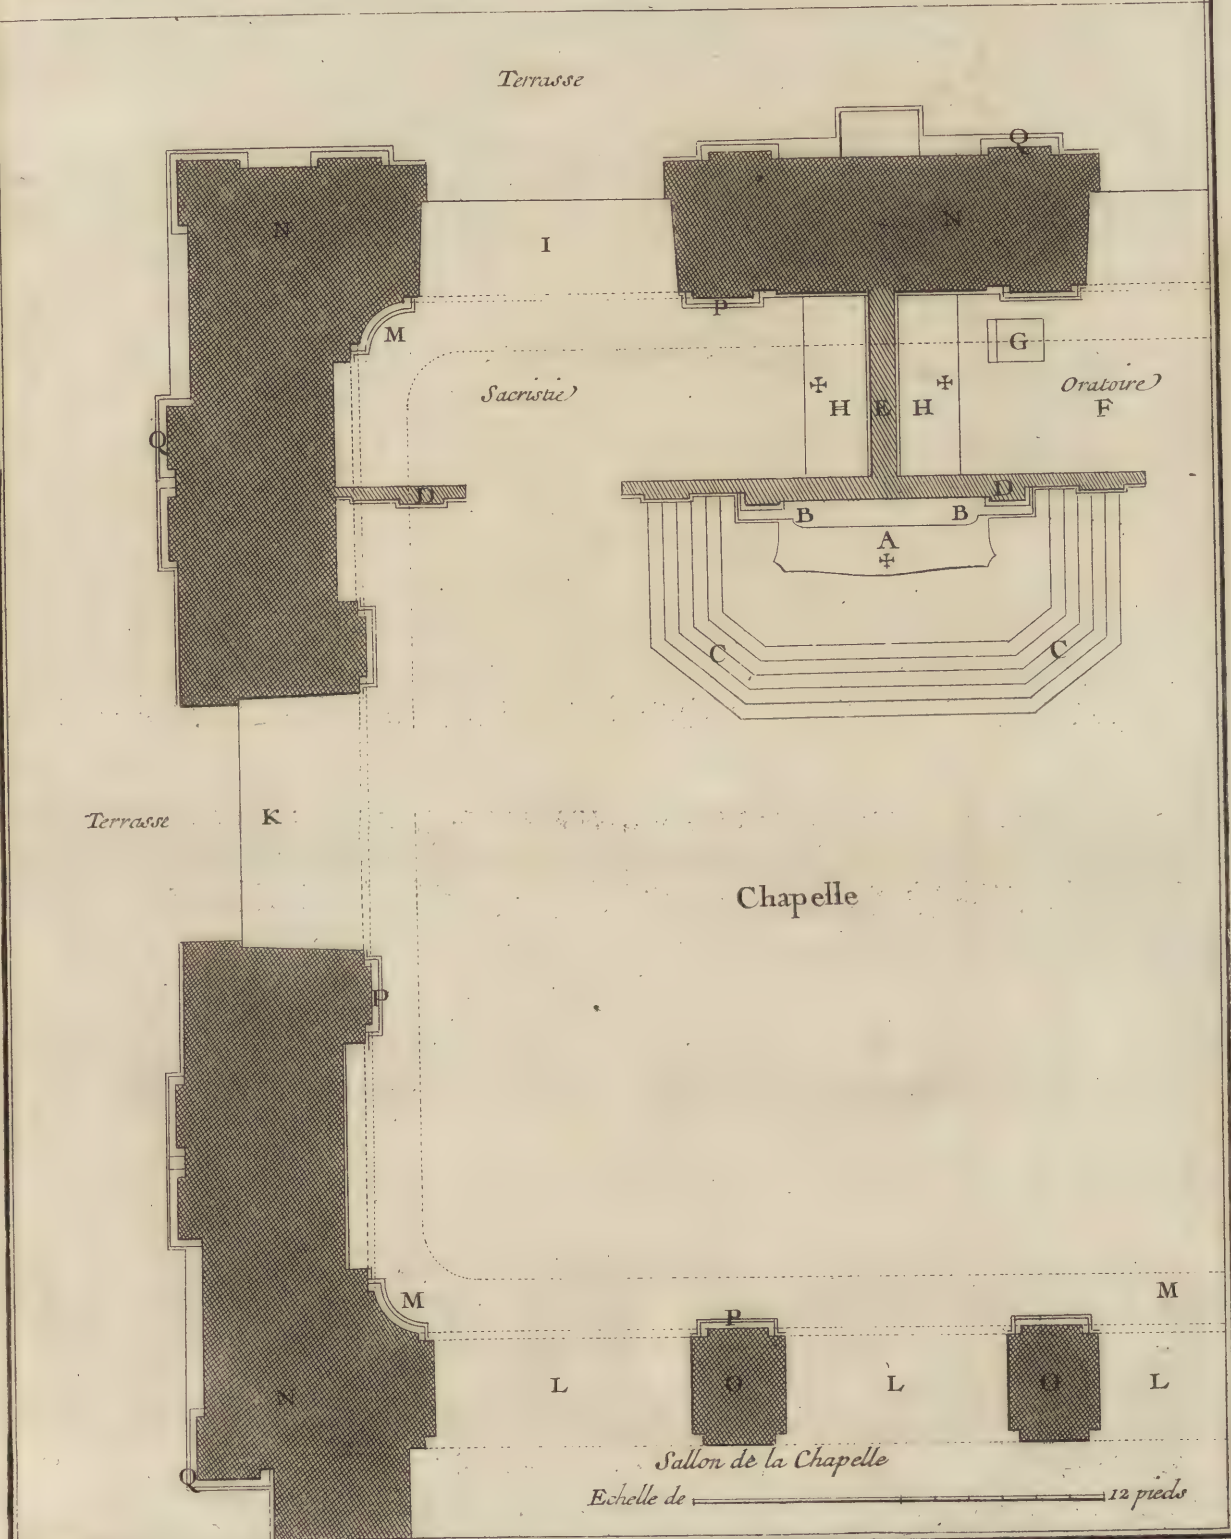 Terrasse
Q
N
N
I
P
M
G
Sacristie
Oratoire
H
E
H
F
Q
D
D
B
B
A
C
C
K
Terrasse
Chapelle
P
M
M
P
L
O
L
O
L
N
Sallon de la Chapelle
Q
Echelle de 12 pieds